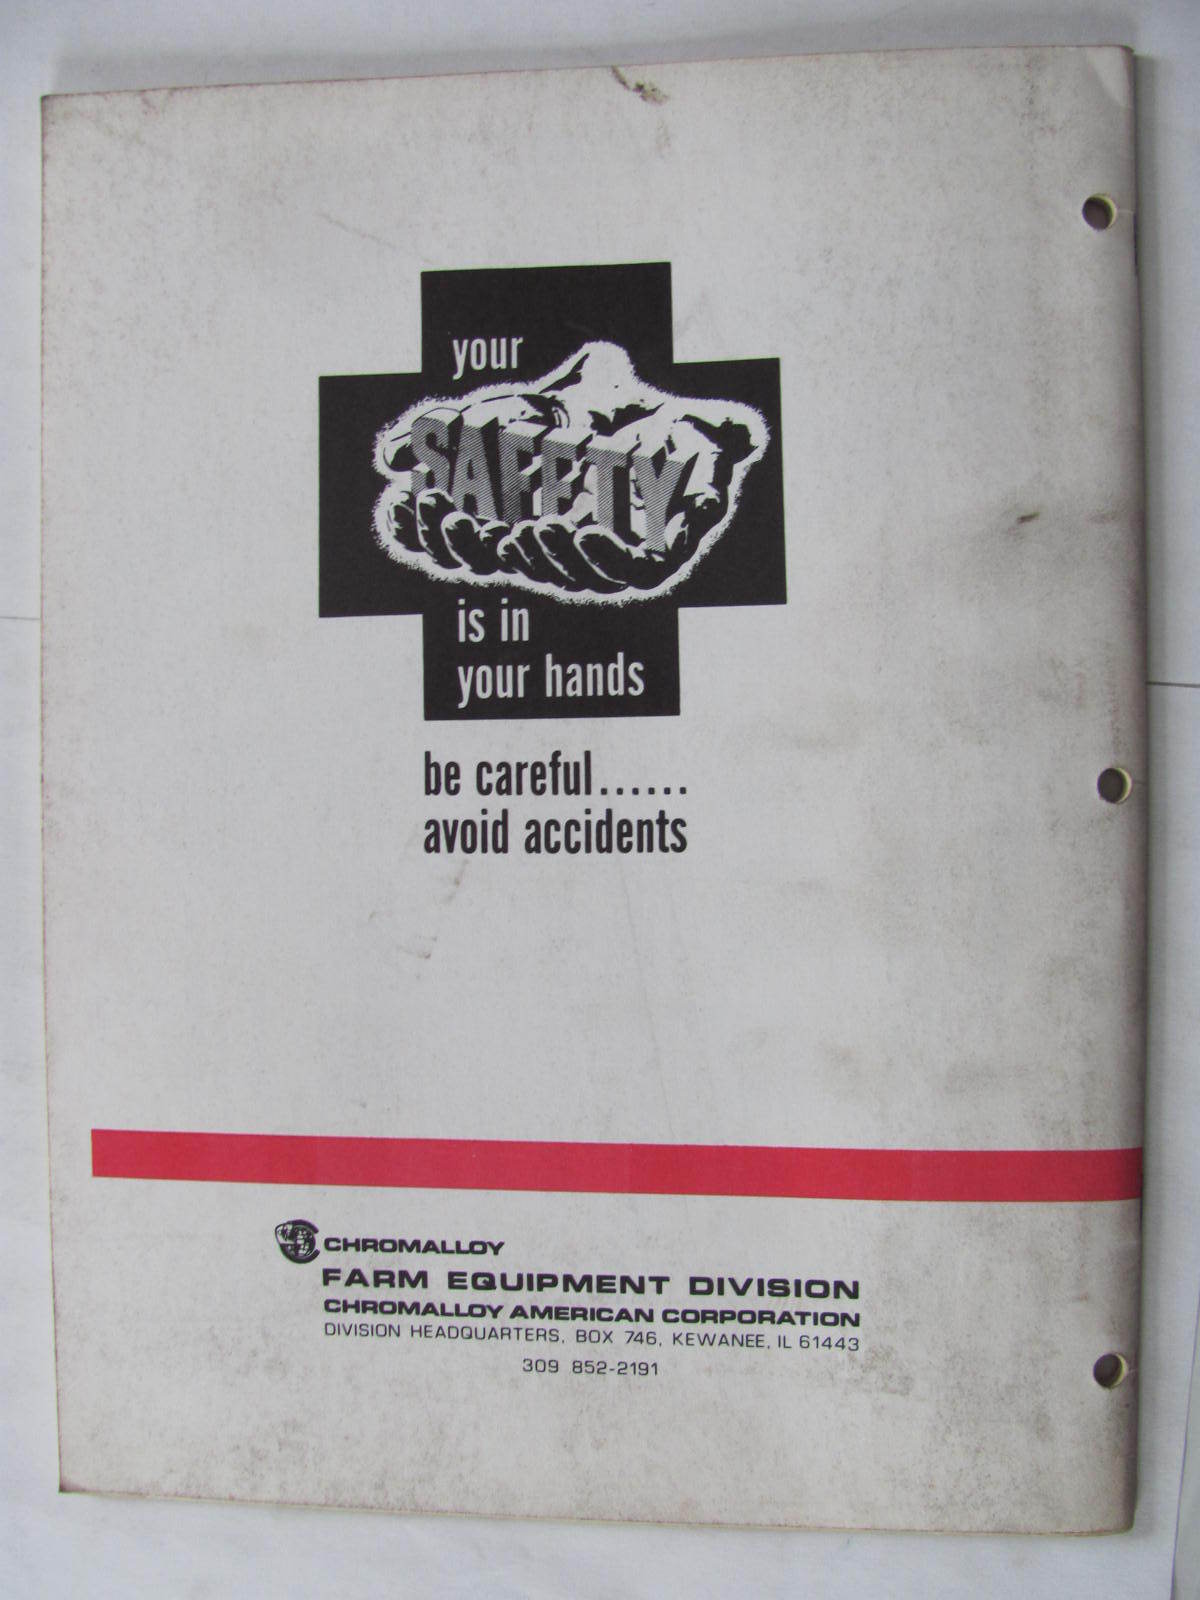 your
SAFETY
is in
your hands
be careful......
avoid accidents
CHROMALLOY
FARM EQUIPMENT DIVISION
CHROMALLOY AMERICAN CORPORATION
DIVISION HEADQUARTERS, BOX 746, KEWANEE, IL 61443
309 852-2191